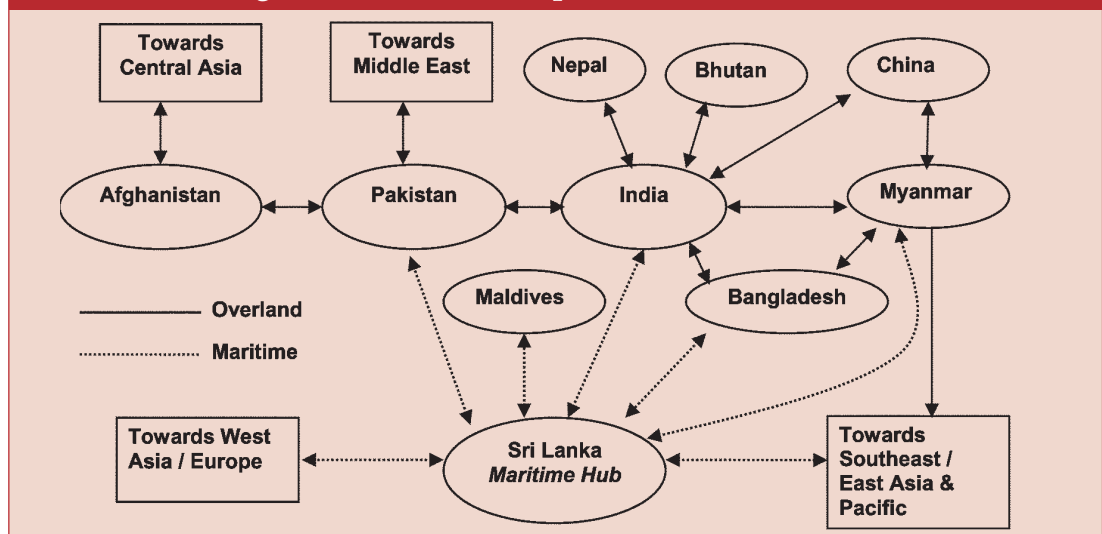 Towards
Central Asia
Towards
Middle East
Nepal
Bhutan
China
Afghanistan
Pakistan
India
Myanmar
Maldives
Bangladesh
Overland
Maritime
Towards West
Asia / Europe
Sri Lanka
Maritime Hub
Towards
Southeast /
East Asia &
Pacific